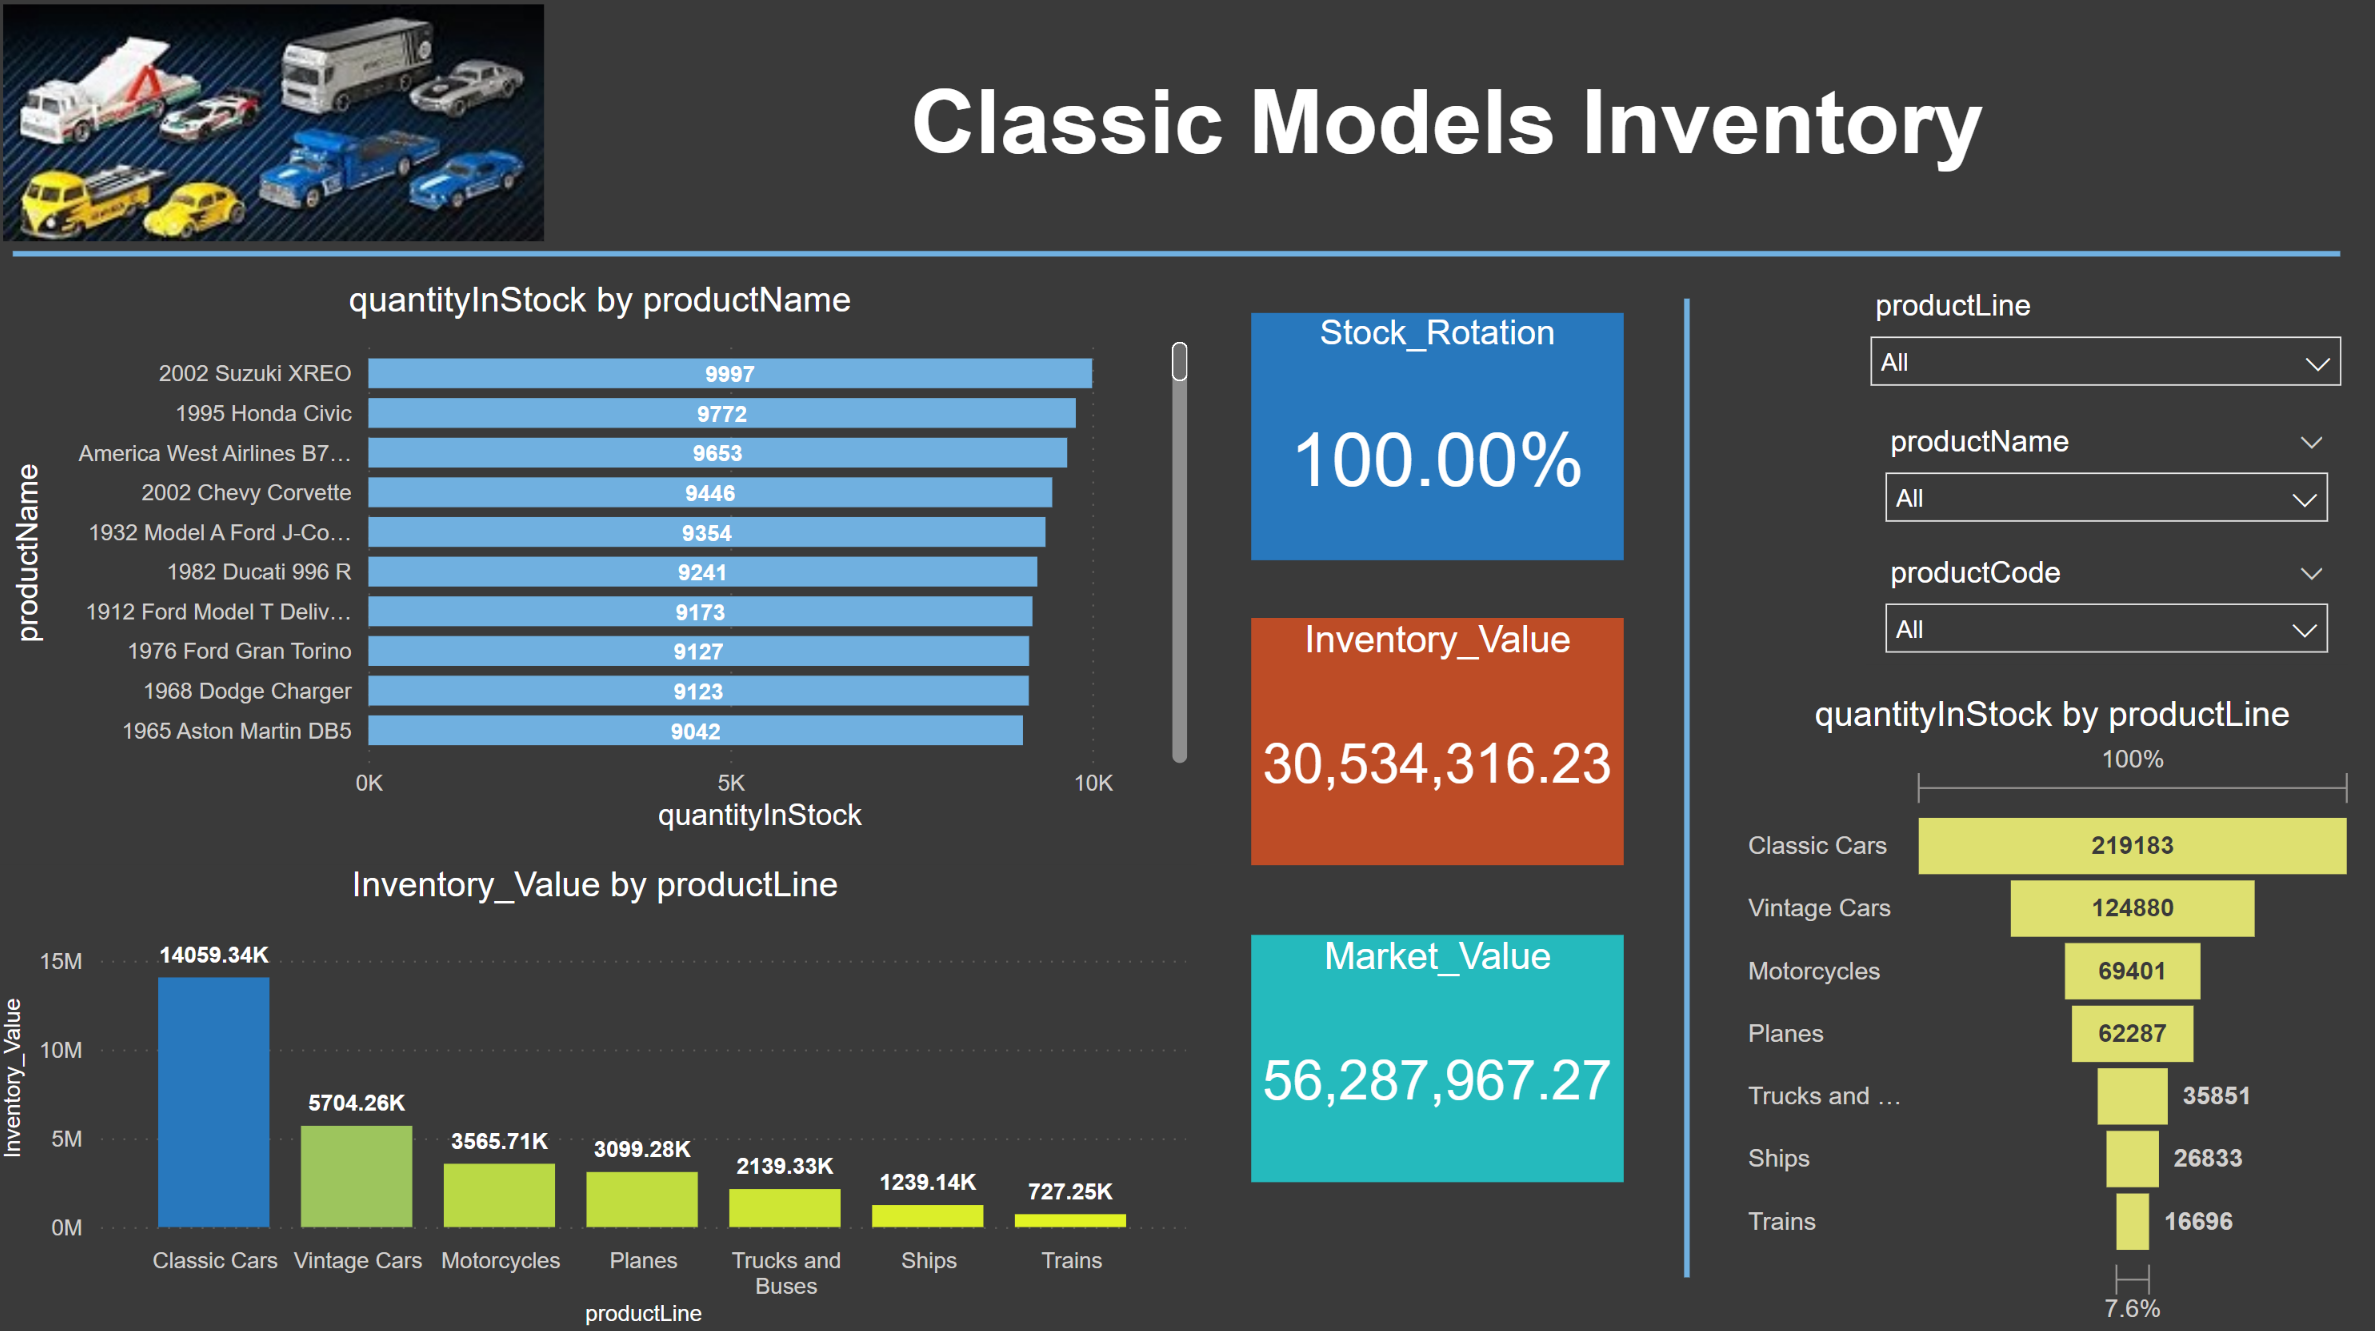 Classic Models Inventory
quantityInStock by productName
productName
2002 Suzuki XREO 9997
1995 Honda Civic 9772
America West Airlines B7… 9653
2002 Chevy Corvette 9446
1932 Model A Ford J-Co… 9354
1982 Ducati 996 R 9241
1912 Ford Model T Deliv… 9173
1976 Ford Gran Torino 9127
1968 Dodge Charger 9123
1965 Aston Martin DB5 9042
0K 5K 10K
quantityInStock
Inventory_Value by productLine
Inventory_Value
15M
10M
5M
0M
14059.34K
5704.26K
3565.71K
3099.28K
2139.33K
1239.14K
727.25K
Classic Cars Vintage Cars Motorcycles Planes Trucks and Ships Trains
Buses
productLine
Stock_Rotation
100.00%
Inventory_Value
30,534,316.23
Market_Value
56,287,967.27
productLine
All
productName
All
productCode
All
quantityInStock by productLine
100%
Classic Cars 219183
Vintage Cars 124880
Motorcycles 69401
Planes 62287
Trucks and … 35851
Ships 26833
Trains 16696
7.6%